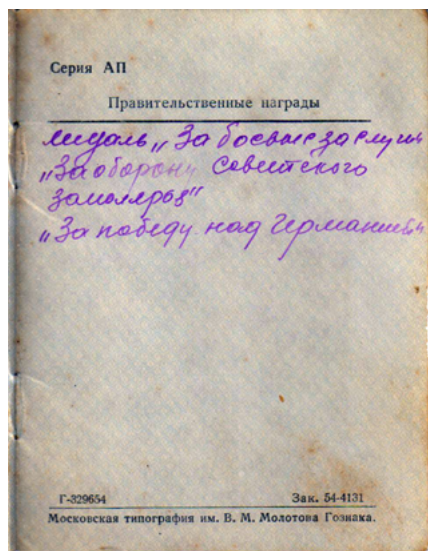 Серия АП
Правительственные награды
медаль „За боевые заслуги"
„За оборону Советского
Заполярья"
„За победу над Германией"
Г-329654 Зак. 54-4131
Московская типография им. В. М. Молотова Гознака.